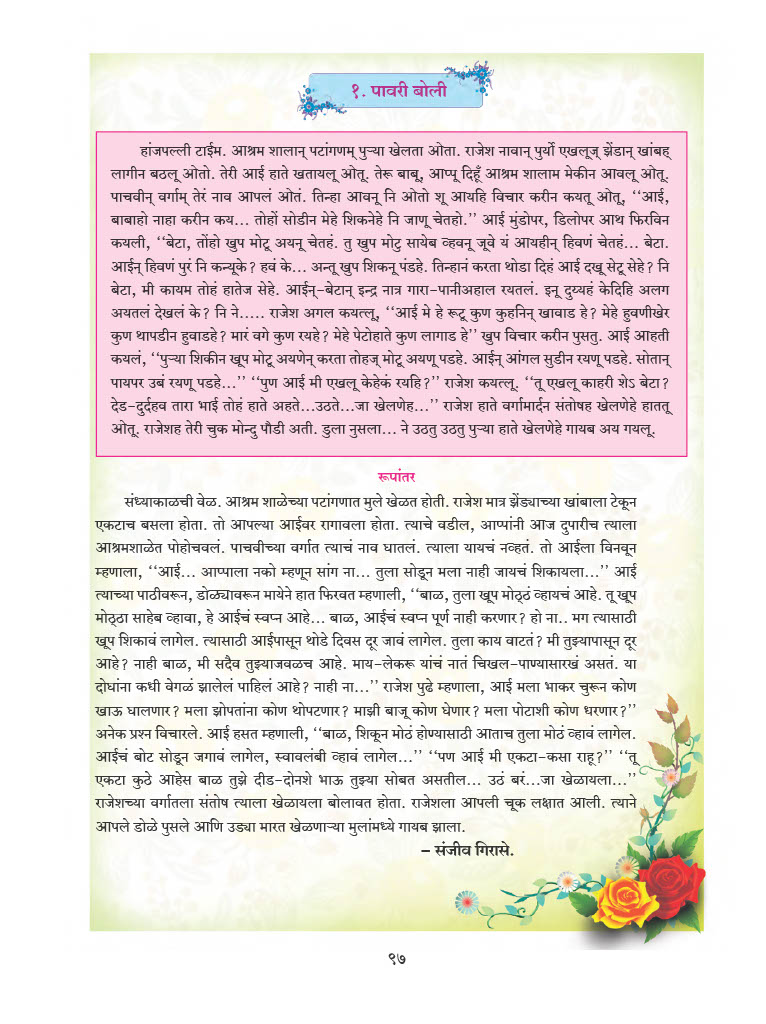 १. पावरी बोली
हांजपल्ली टाईम. आश्रम शालान् पटांगणम् पुऱ्या खेलता ओता. राजेश नावान् पुर्यो एखलूज् झेंडान् खांबह्
लागीन बठलू ओतो. तेरी आई हाते खतायलू ओतू. तेरू बाबू, आप्पू दिहूँ आश्रम शालाम मेकीन आवलू ओतू.
पाचवीन् वर्गाम् तेरं नाव आपलं ओतं. तिन्हा आवनू नि ओतो शू आयहि विचार करीन कयतू ओतू, ‘‘आई,
बाबाहो नाहा करीन कय... तोहों सोडीन मेहे शिकनेहे नि जाणू चेतहो.’’ आई मुंडोपर, डिलोपर आथ फिरविन
कयली, ‘‘बेटा, तोंहो खुप मोटू अयनू चेतहं. तु खुप मोटु सायेब व्हवनू जूवे यं आयहीन् हिवणं चेतहं... बेटा.
आईन् हिवणं पुरं नि कन्यूके? हवं के... अन्तू खुप शिकनू पंडहे. तिन्हानं करता थोडा दिहं आई दखू सेटू सेहे? नि
बेटा, मी कायम तोहं हातेज सेहे. आईन्-बेटान् इन्द्र नात्र गारा-पानीअहाल रयतलं. इनू दुय्यहं केदिहि अलग
अयतलं देखलं के? नि ने..... राजेश अगल कयत्लू, ‘‘आई मे हे रूटू कुण कुहनिन् खावाड हे? मेहे हुवणीखेर
कुण थापडीन हुवाडहे? मारं वगे कुण रयहे? मेहे पेटोहाते कुण लागाड हे’’ खुप विचार करीन पुसतु. आई आहती
कयलं, ‘‘पुऱ्या शिकीन खूप मोटू अयणेन् करता तोहज् मोटू अयणू पडहे. आईन् आंगल सुडीन रयणू पडहे. सोतान्
पायपर उबं रयणू पडहे...’’ ‘‘पुण आई मी एखलू केहेकं रयहि?’’ राजेश कयत्लू. ‘‘तू एखलू काहरी शेऽ बेटा?
देड-दुर्दहव तारा भाई तोहं हाते अहते...उठते...जा खेलणेह...’’ राजेश हाते वर्गामार्दन संतोषह खेलणेहे हाततू
ओतू. राजेशह तेरी चुक मोन्दु पौडी अती. डुला नुसला... ने उठतु उठतु पुऱ्या हाते खेलणेहे गायब अय गयलू.
रूपांतर
संध्याकाळची वेळ. आश्रम शाळेच्या पटांगणात मुले खेळत होती. राजेश मात्र झेंड्याच्या खांबाला टेकून
एकटाच बसला होता. तो आपल्या आईवर रागावला होता. त्याचे वडील, आप्पांनी आज दुपारीच त्याला
आश्रमशाळेत पोहोचवलं. पाचवीच्या वर्गात त्याचं नाव घातलं. त्याला यायचं नव्हतं. तो आईला विनवून
म्हणाला, ‘‘आई... आप्पाला नको म्हणून सांग ना... तुला सोडून मला नाही जायचं शिकायला...’’ आई
त्याच्या पाठीवरून, डोळ्यावरून मायेने हात फिरवत म्हणाली, ‘‘बाळ, तुला खूप मोठ्ठं व्हायचं आहे. तू खूप
मोठ्ठा साहेब व्हावा, हे आईचं स्वप्न आहे... बाळ, आईचं स्वप्न पूर्ण नाही करणार? हो ना.. मग त्यासाठी
खूप शिकावं लागेल. त्यासाठी आईपासून थोडे दिवस दूर जावं लागेल. तुला काय वाटतं? मी तुझ्यापासून दूर
आहे? नाही बाळ, मी सदैव तुझ्याजवळच आहे. माय-लेकरू यांचं नातं चिखल-पाण्यासारखं असतं. या
दोघांना कधी वेगळं झालेलं पाहिलं आहे? नाही ना...’’ राजेश पुढे म्हणाला, आई मला भाकर चुरून कोण
खाऊ घालणार? मला झोपतांना कोण थोपटणार? माझी बाजू कोण घेणार? मला पोटाशी कोण धरणार?’’
अनेक प्रश्न विचारले. आई हसत म्हणाली, ‘‘बाळ, शिकून मोठं होण्यासाठी आताच तुला मोठं व्हावं लागेल.
आईचं बोट सोडून जगावं लागेल, स्वावलंबी व्हावं लागेल...’’ ‘‘पण आई मी एकटा-कसा राहू?’’ ‘‘तू
एकटा कुठे आहेस बाळ तुझे दीड-दोनशे भाऊ तुझ्या सोबत असतील... उठं बरं...जा खेळायला...’’
राजेशच्या वर्गातला संतोष त्याला खेळायला बोलावत होता. राजेशला आपली चूक लक्षात आली. त्याने
आपले डोळे पुसले आणि उड्या मारत खेळणाऱ्या मुलांमध्ये गायब झाला.
– संजीव गिरासे.
९७